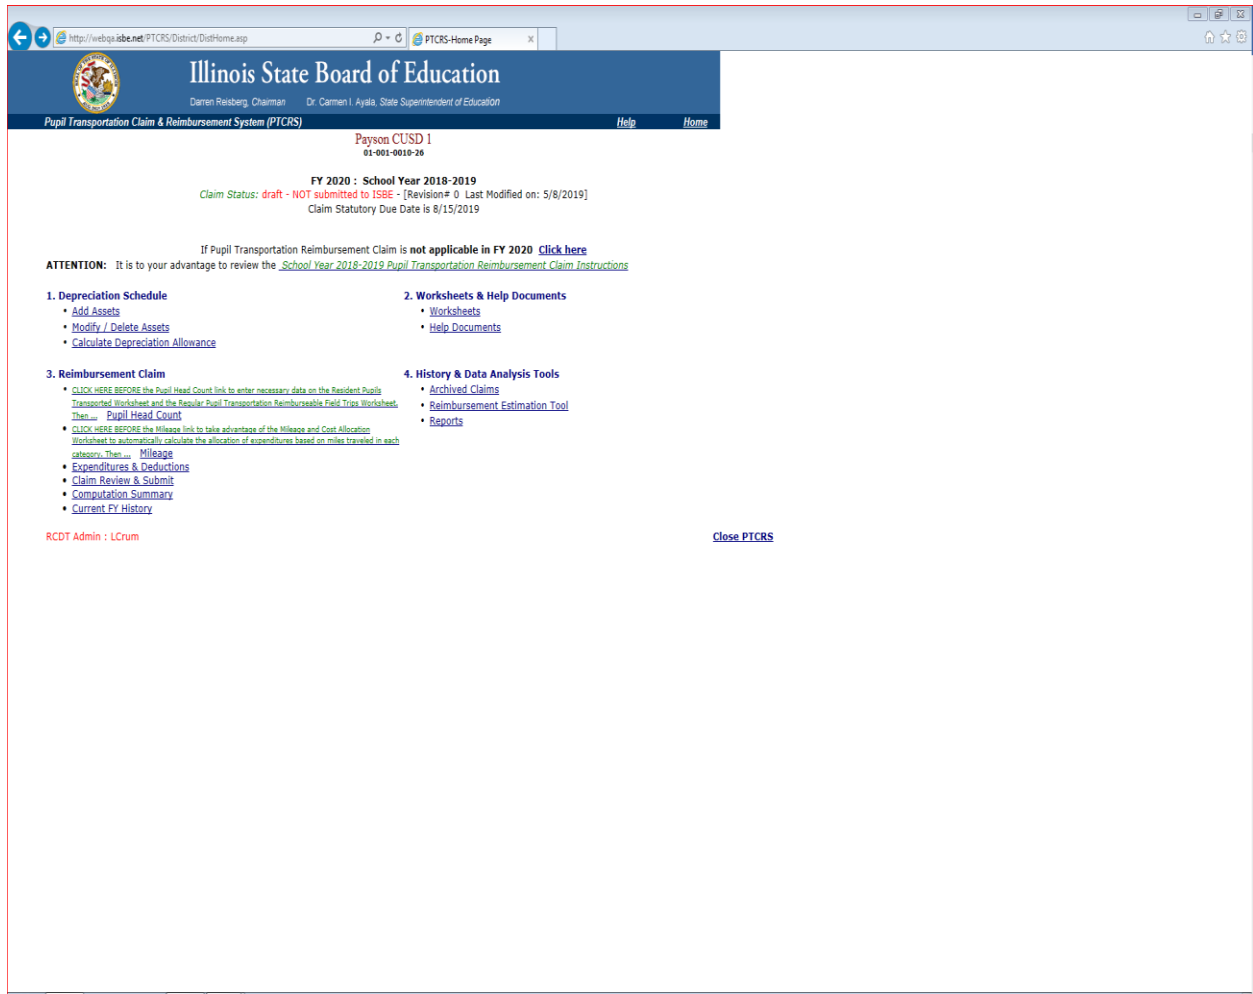 http://webqa.isbe.net/PTCRS/District/DistHome.asp
PTCRS-Home Page
Illinois State Board of Education
Darren Reisberg, Chairman Dr. Carmen I. Ayala, State Superintendent of Education
Pupil Transportation Claim & Reimbursement System (PTCRS) Help Home
Payson CUSD 1
01-001-0010-26
FY 2020 : School Year 2018-2019
Claim Status: draft - NOT submitted to ISBE - [Revision# 0 Last Modified on: 5/8/2019]
Claim Statutory Due Date is 8/15/2019
If Pupil Transportation Reimbursement Claim is not applicable in FY 2020 Click here
ATTENTION: It is to your advantage to review the School Year 2018-2019 Pupil Transportation Reimbursement Claim Instructions
1. Depreciation Schedule
• Add Assets
• Modify / Delete Assets
• Calculate Depreciation Allowance
2. Worksheets & Help Documents
• Worksheets
• Help Documents
3. Reimbursement Claim
• CLICK HERE BEFORE the Pupil Head Count link to enter necessary data on the Resident Pupils
Transported Worksheet and the Regular Pupil Transportation Reimburseable Field Trips Worksheet.
Then ... Pupil Head Count
• CLICK HERE BEFORE the Mileage link to take advantage of the Mileage and Cost Allocation
Worksheet to automatically calculate the allocation of expenditures based on miles traveled in each
category. Then ... Mileage
• Expenditures & Deductions
• Claim Review & Submit
• Computation Summary
• Current FY History
4. History & Data Analysis Tools
• Archived Claims
• Reimbursement Estimation Tool
• Reports
RCDT Admin : LCrum
Close PTCRS